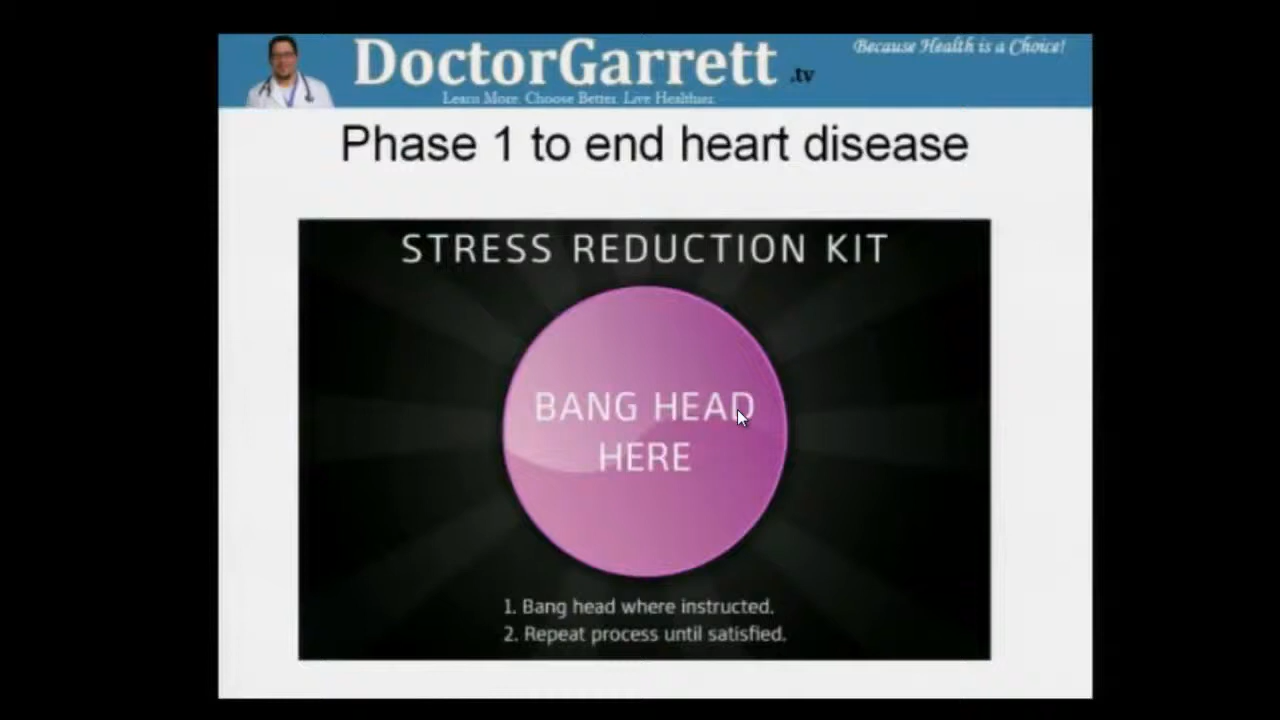 DoctorGarrett.tv
Because Health is a Choice!
Learn More. Choose Better. Live Healthier.
Phase 1 to end heart disease
STRESS REDUCTION KIT
BANG HEAD
HERE
1. Bang head where instructed.
2. Repeat process until satisfied.